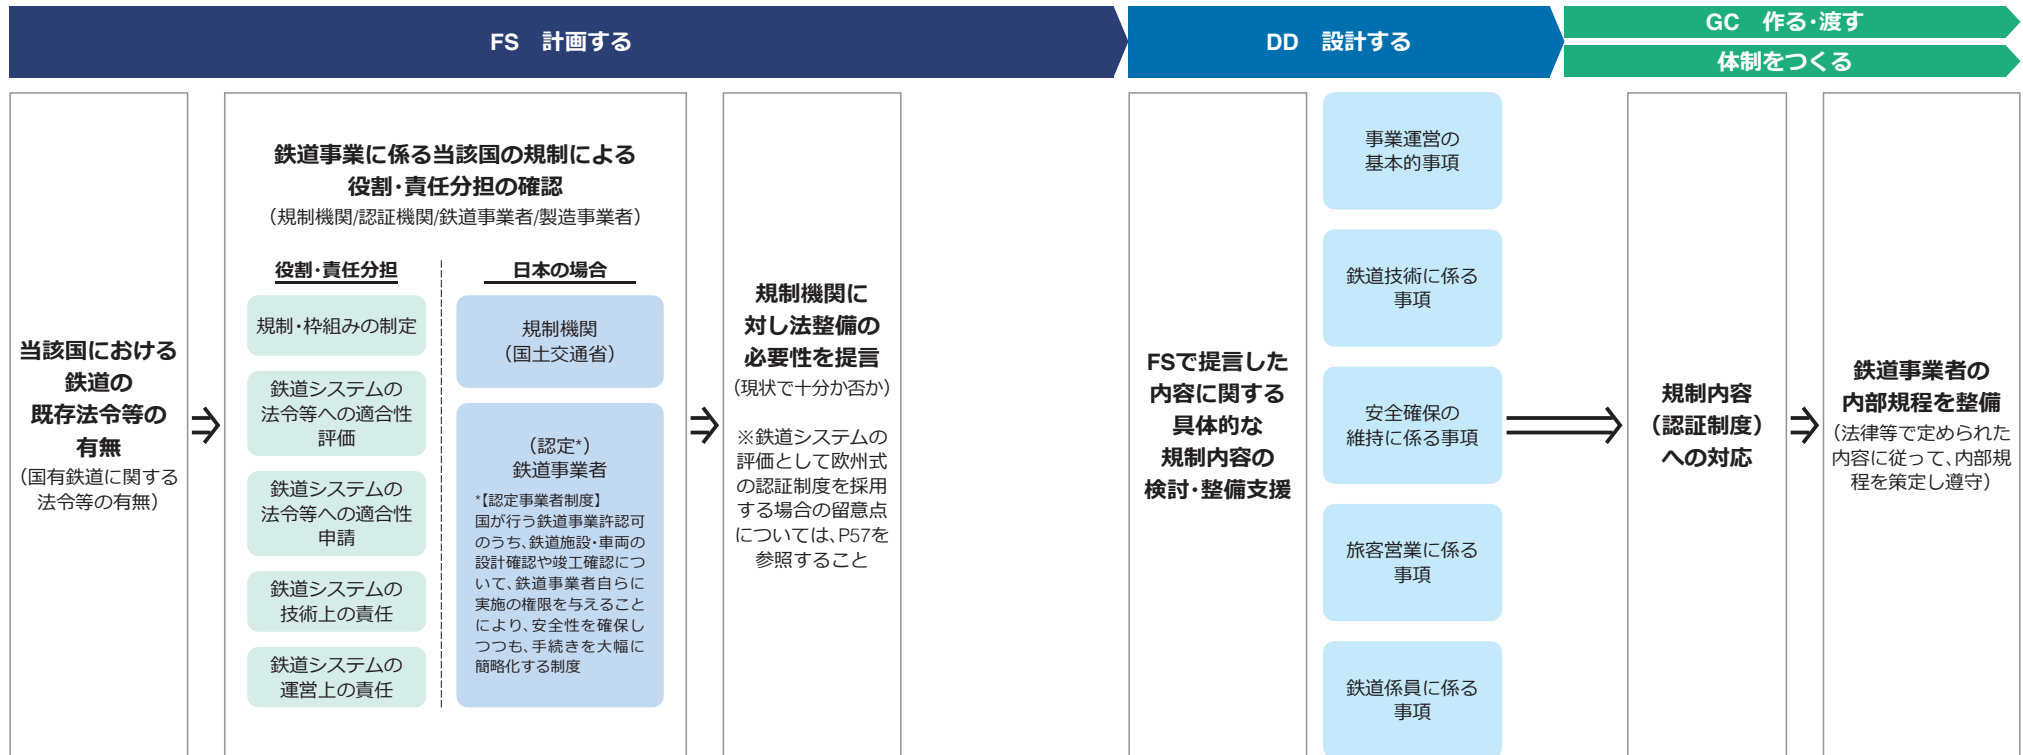 FS 計画する
DD 設計する
GC 作る・渡す
体制をつくる
当該国における
鉄道の
既存法令等の
有無
（国有鉄道に関する
法令等の有無）
鉄道事業に係る当該国の規制による
役割・責任分担の確認
（規制機関/認証機関/鉄道事業者/製造事業者）
役割・責任分担
規制・枠組みの制定
鉄道システムの
法令等への適合性
評価
鉄道システムの
法令等への適合性
申請
鉄道システムの
技術上の責任
鉄道システムの
運営上の責任
日本の場合
規制機関
（国土交通省）
（認定*）
鉄道事業者
*【認定事業者制度】
国が行う鉄道事業許認可
のうち、鉄道施設・車両の
設計確認や竣工確認につ
いて、鉄道事業者自らに
実施の権限を与えること
により、安全性を確保し
つつも、手続きを大幅に
簡略化する制度
規制機関に
対し法整備の
必要性を提言
（現状で十分か否か）
※鉄道システムの
評価として欧州式
の認証制度を採用
する場合の留意点
については、P57を
参照すること
FSで提言した
内容に関する
具体的な
規制内容の
検討・整備支援
事業運営の
基本的事項
鉄道技術に係る
事項
安全確保の
維持に係る事項
旅客営業に係る
事項
鉄道係員に係る
事項
規制内容
（認証制度）
への対応
鉄道事業者の
内部規程を整備
（法律等で定められた
内容に従って、内部規
程を策定し遵守）